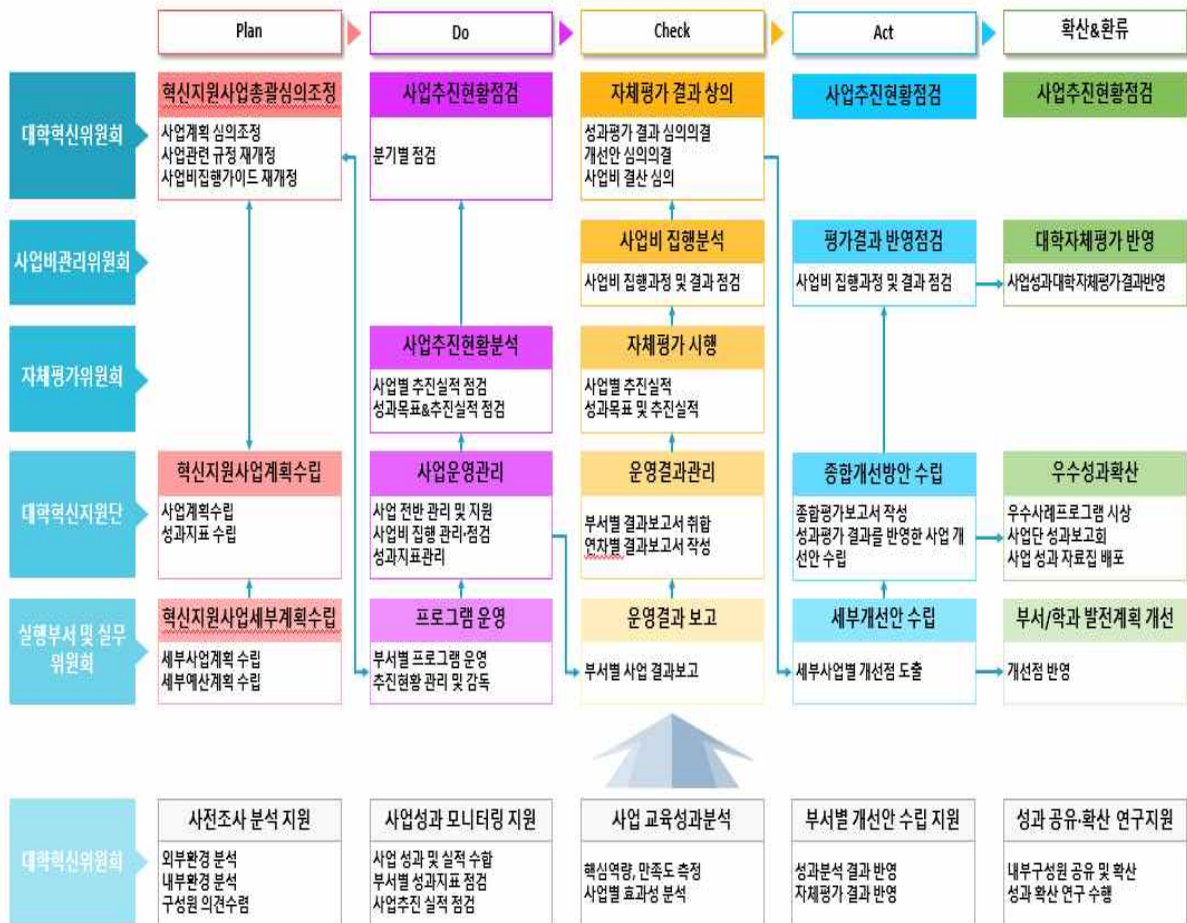 Plan
Do
Check
Act
확산&환류
대학혁신위원회
혁신지원사업총괄심의조정
사업계획 심의조정
사업관련 규정 재개정
사업비집행가이드 재개정
사업추진현황점검
분기별 점검
자체평가 결과 상의
성과평가 결과 심의의결
개선안 심의의결
사업비 결산 심의
사업추진현황점검
사업추진현황점검
사업비관리위원회
사업비 집행분석
사업비 집행과정 및 결과 점검
평가결과 반영점검
사업비 집행과정 및 결과 점검
대학자체평가 반영
사업성과대학자체평가결과반영
자체평가위원회
사업추진현황분석
사업별 추진실적 점검
성과목표&추진실적 점검
자체평가 시행
사업별 추진실적
성과목표 및 추진실적
대학혁신지원단
혁신지원사업계획수립
사업계획수립
성과지표 수립
사업운영관리
사업 전반 관리 및 지원
사업비 집행 관리·점검
성과지표관리
운영결과관리
부서별 결과보고서 취합
연차별 결과보고서 작성
종합개선방안 수립
종합평가보고서 작성
성과평가 결과를 반영한 사업 개
선안 수립
우수성과확산
우수사례프로그램 시상
사업단 성과보고회
사업 성과 자료집 배포
실행부서 및 실무
위원회
혁신지원사업세부계획수립
세부사업계획 수립
세부예산계획 수립
프로그램 운영
부서별 프로그램 운영
추진현황 관리 및 감독
운영결과 보고
부서별 사업 결과보고
세부개선안 수립
세부사업별 개선점 도출
부서/학과 발전계획 개선
개선점 반영
대학혁신위원회
사전조사 분석 지원
외부환경 분석
내부환경 분석
구성원 의견수렴
사업성과 모니터링 지원
사업 성과 및 실적 수합
부서별 성과지표 점검
사업추진 실적 점검
사업 교육성과분석
핵심역량, 만족도 측정
사업별 효과성 분석
부서별 개선안 수립 지원
성과분석 결과 반영
자체평가 결과 반영
성과 공유·확산 연구지원
내부구성원 공유 및 확산
성과 확산 연구 수행